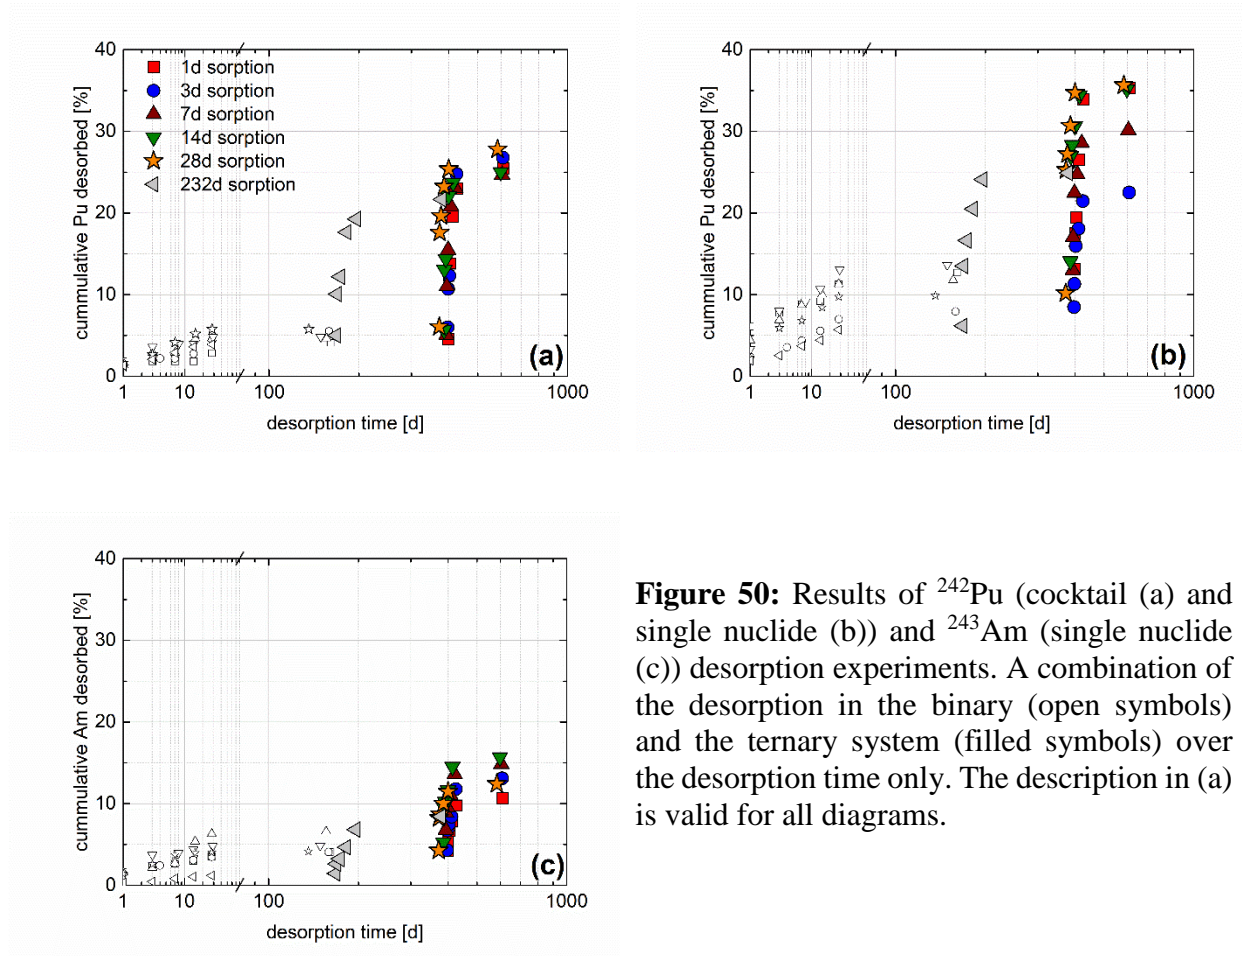 40
30
20
10
0
cummulative Pu desorbed [%]
1d sorption
3d sorption
7d sorption
14d sorption
28d sorption
232d sorption
(a)
1 10 100 1000
desorption time [d]
40
30
20
10
0
cummulative Pu desorbed [%]
(b)
1 10 100 1000
desorption time [d]
40
30
20
10
0
cummulative Am desorbed [%]
(c)
1 10 100 1000
desorption time [d]
Figure 50: Results of ²⁴²Pu (cocktail (a) and
single nuclide (b)) and ²⁴³Am (single nuclide
(c)) desorption experiments. A combination of
the desorption in the binary (open symbols)
and the ternary system (filled symbols) over
the desorption time only. The description in (a)
is valid for all diagrams.